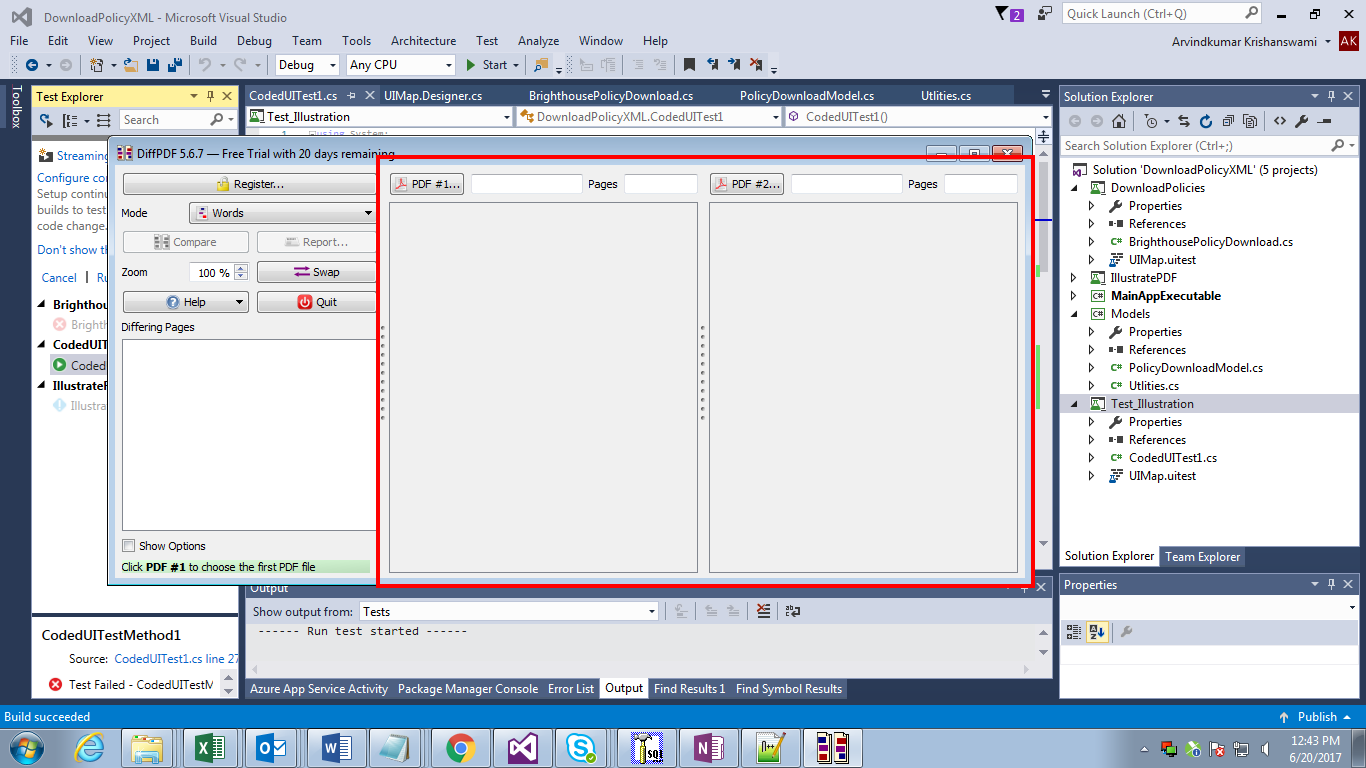 DownloadPolicyXML - Microsoft Visual Studio
2
Quick Launch (Ctrl+Q)
File Edit View Project Build Debug Team Tools Architecture Test Analyze Window Help
Arvindkumar Krishanswami AK
Debug Any CPU Start
Toolbox
Test Explorer
Search
Streaming
Configure con
Setup continu
builds to test
code change.
Don't show th
Cancel | Ru
Brighthou
Brighth
CodedUIT
Coded
IllustrateF
Illustra
CodedUITestMethod1
Source: CodedUITest1.cs line 27
Test Failed - CodedUITestM
CodedUITest1.cs UIMap.Designer.cs BrighthousePolicyDownload.cs PolicyDownloadModel.cs Utlities.cs
Test_Illustration DownloadPolicyXML.CodedUITest1 CodedUITest1()
1 using System;
DiffPDF 5.6.7 — Free Trial with 20 days remaining
Register...
Mode Words
Compare Report...
Zoom 100 % Swap
Help Quit
Differing Pages
Show Options
Click PDF #1 to choose the first PDF file
PDF #1... Pages PDF #2... Pages
Output
Show output from: Tests
------ Run test started ------
Azure App Service Activity Package Manager Console Error List Output Find Results 1 Find Symbol Results
Solution Explorer
Search Solution Explorer (Ctrl+;)
Solution 'DownloadPolicyXML' (5 projects)
DownloadPolicies
Properties
References
BrighthousePolicyDownload.cs
UIMap.uitest
IllustratePDF
MainAppExecutable
Models
Properties
References
PolicyDownloadModel.cs
Utlities.cs
Test_Illustration
Properties
References
CodedUITest1.cs
UIMap.uitest
Solution Explorer Team Explorer
Properties
Build succeeded
Publish
12:43 PM
6/20/2017